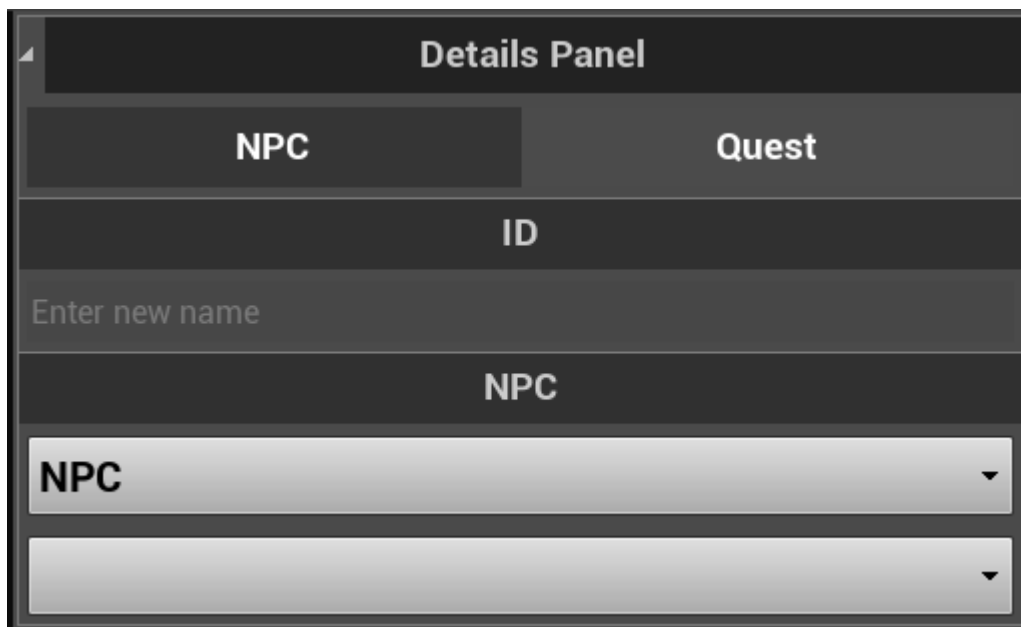 Details Panel
NPC Quest
ID
Enter new name
NPC
NPC